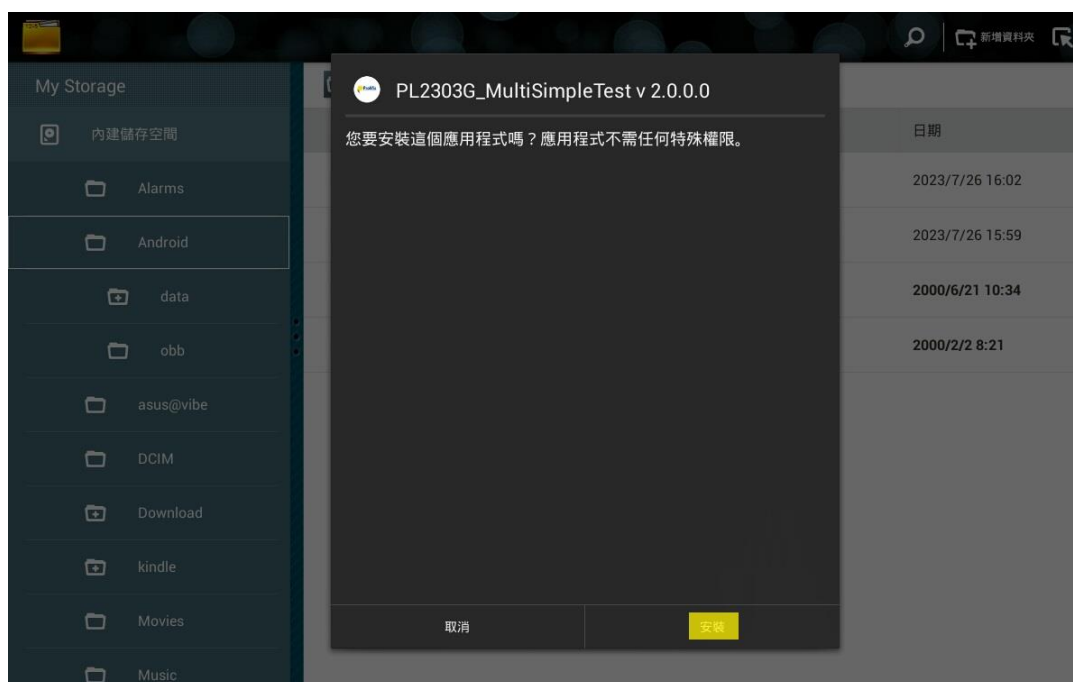 新增資料夾
My Storage
PL2303G_MultiSimpleTest v 2.0.0.0
內建儲存空間
您要安裝這個應用程式嗎？應用程式不需任何特殊權限。
日期
Alarms
2023/7/26 16:02
Android
2023/7/26 15:59
data
2000/6/21 10:34
obb
2000/2/2 8:21
asus@vibe
DCIM
Download
kindle
Movies
取消
安裝
Music